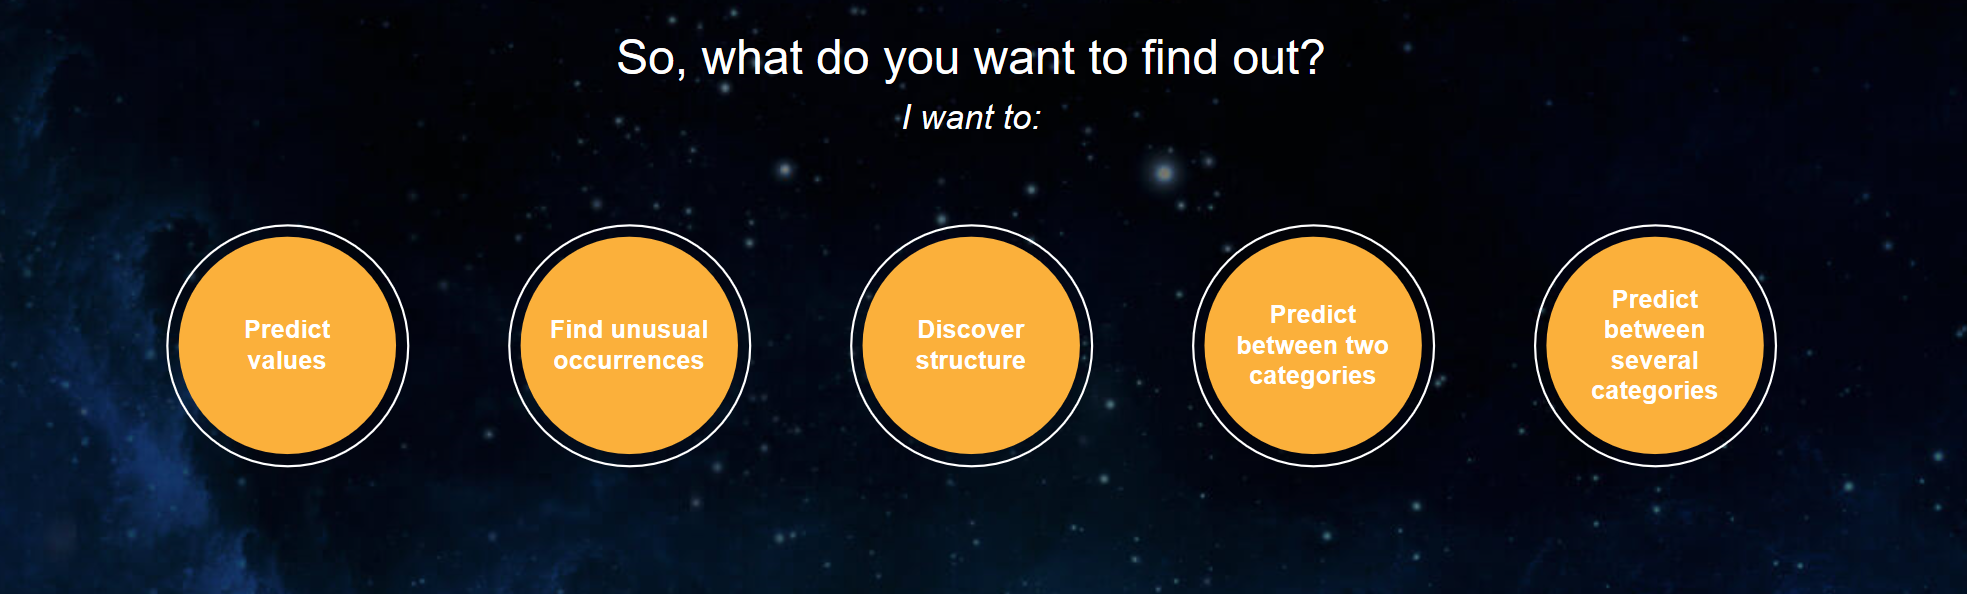 So, what do you want to find out?
I want to:
Predict
values
Find unusual
occurrences
Discover
structure
Predict
between two
categories
Predict
between
several
categories